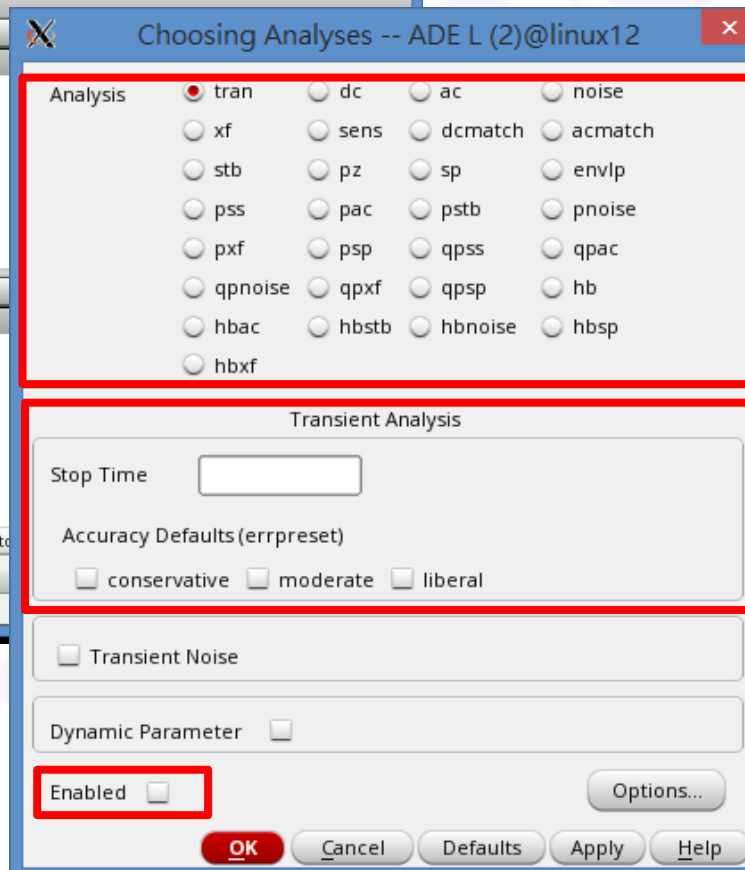 Choosing Analyses -- ADE L (2)@linux12
Analysis tran dc ac noise
xf sens dcmatch acmatch
stb pz sp envlp
pss pac pstb pnoise
pxf psp qpss qpac
qpnoise qpxf qpsp hb
hbac hbstb hbnoise hbsp
hbxf
Transient Analysis
Stop Time
Accuracy Defaults (errpreset)
conservative moderate liberal
Transient Noise
Dynamic Parameter
Enabled Options...
OK Cancel Defaults Apply Help